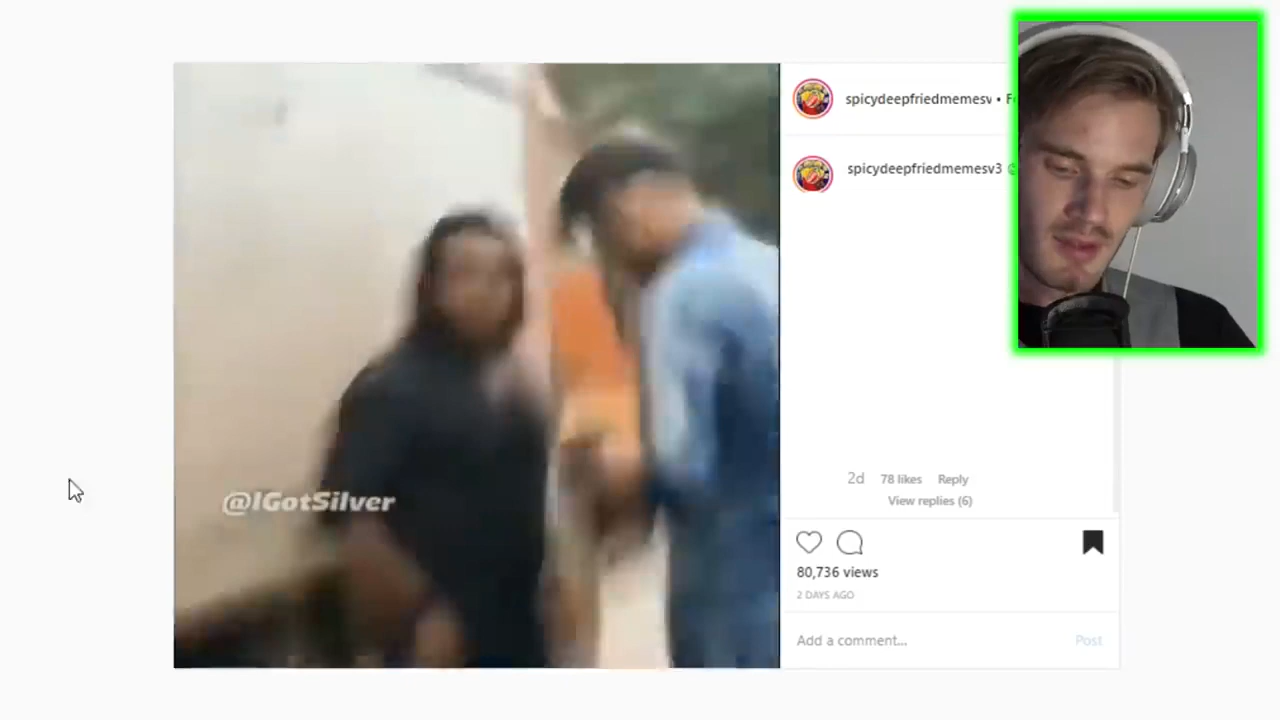 spicydeepfriedmemesv • F
spicydeepfriedmemesv3
@IGotSilver
2d 78 likes Reply
View replies (6)
80,736 views
2 DAYS AGO
Add a comment... Post